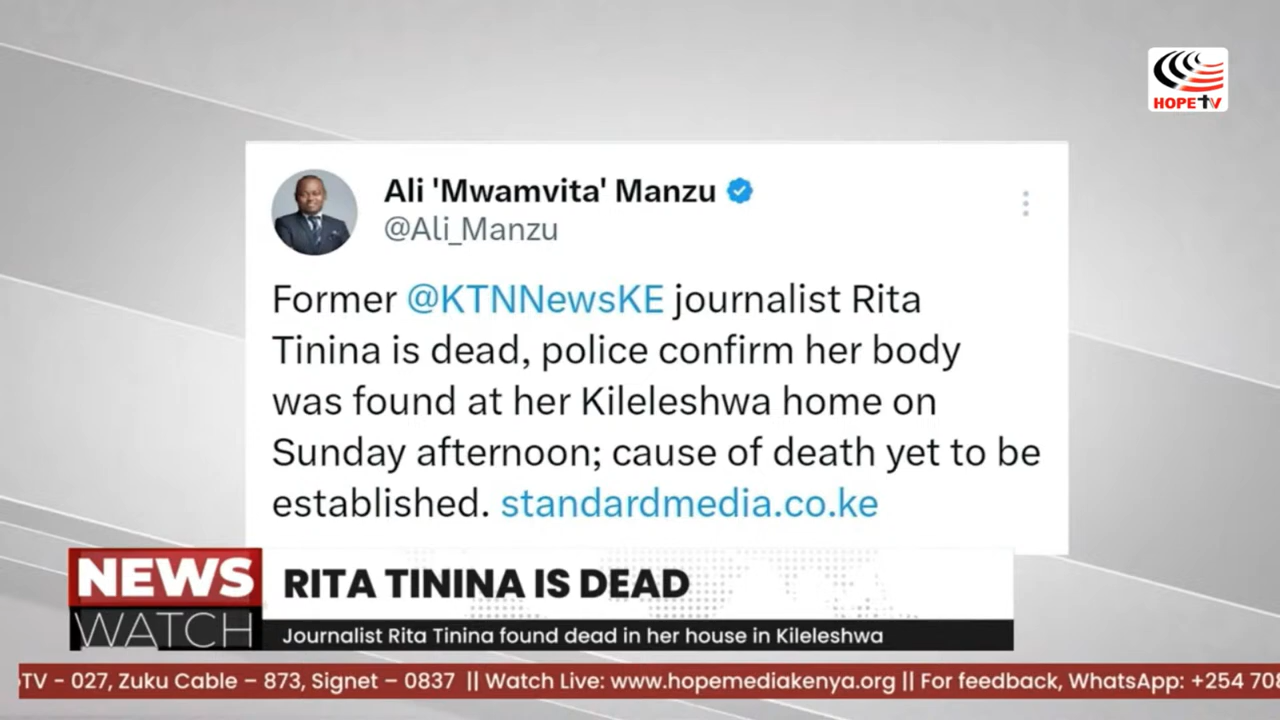 HOPE TV
Ali 'Mwamvita' Manzu
@Ali_Manzu
Former @KTNNewsKE journalist Rita
Tinina is dead, police confirm her body
was found at her Kileleshwa home on
Sunday afternoon; cause of death yet to be
established. standardmedia.co.ke
NEWS
WATCH
RITA TININA IS DEAD
Journalist Rita Tinina found dead in her house in Kileleshwa
TV – 027, Zuku Cable – 873, Signet – 0837 || Watch Live: www.hopemediakenya.org || For feedback, WhatsApp: +254 708